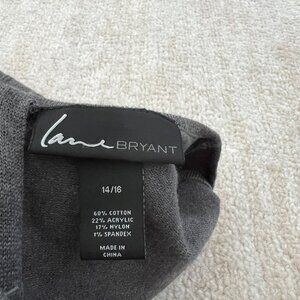 Lane BRYANT
14/16
60% COTTON
22% ACRYLIC
17% NYLON
1% SPANDEX
MADE IN
CHINA